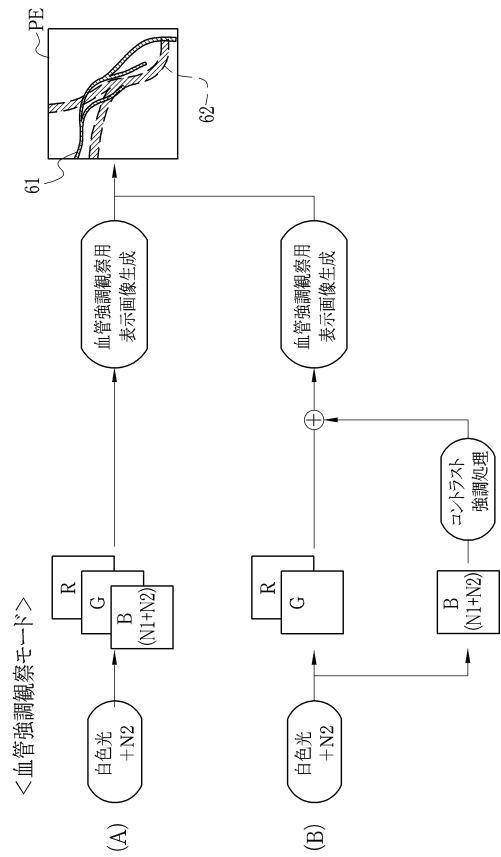 ＜血管強調観察モード＞
(A)
白色光
+N2
R
G
B
(N1+N2)
血管強調観察用
表示画像生成
PE
61
62
(B)
白色光
+N2
R
G
B
(N1+N2)
コントラスト
強調処理
+
血管強調観察用
表示画像生成